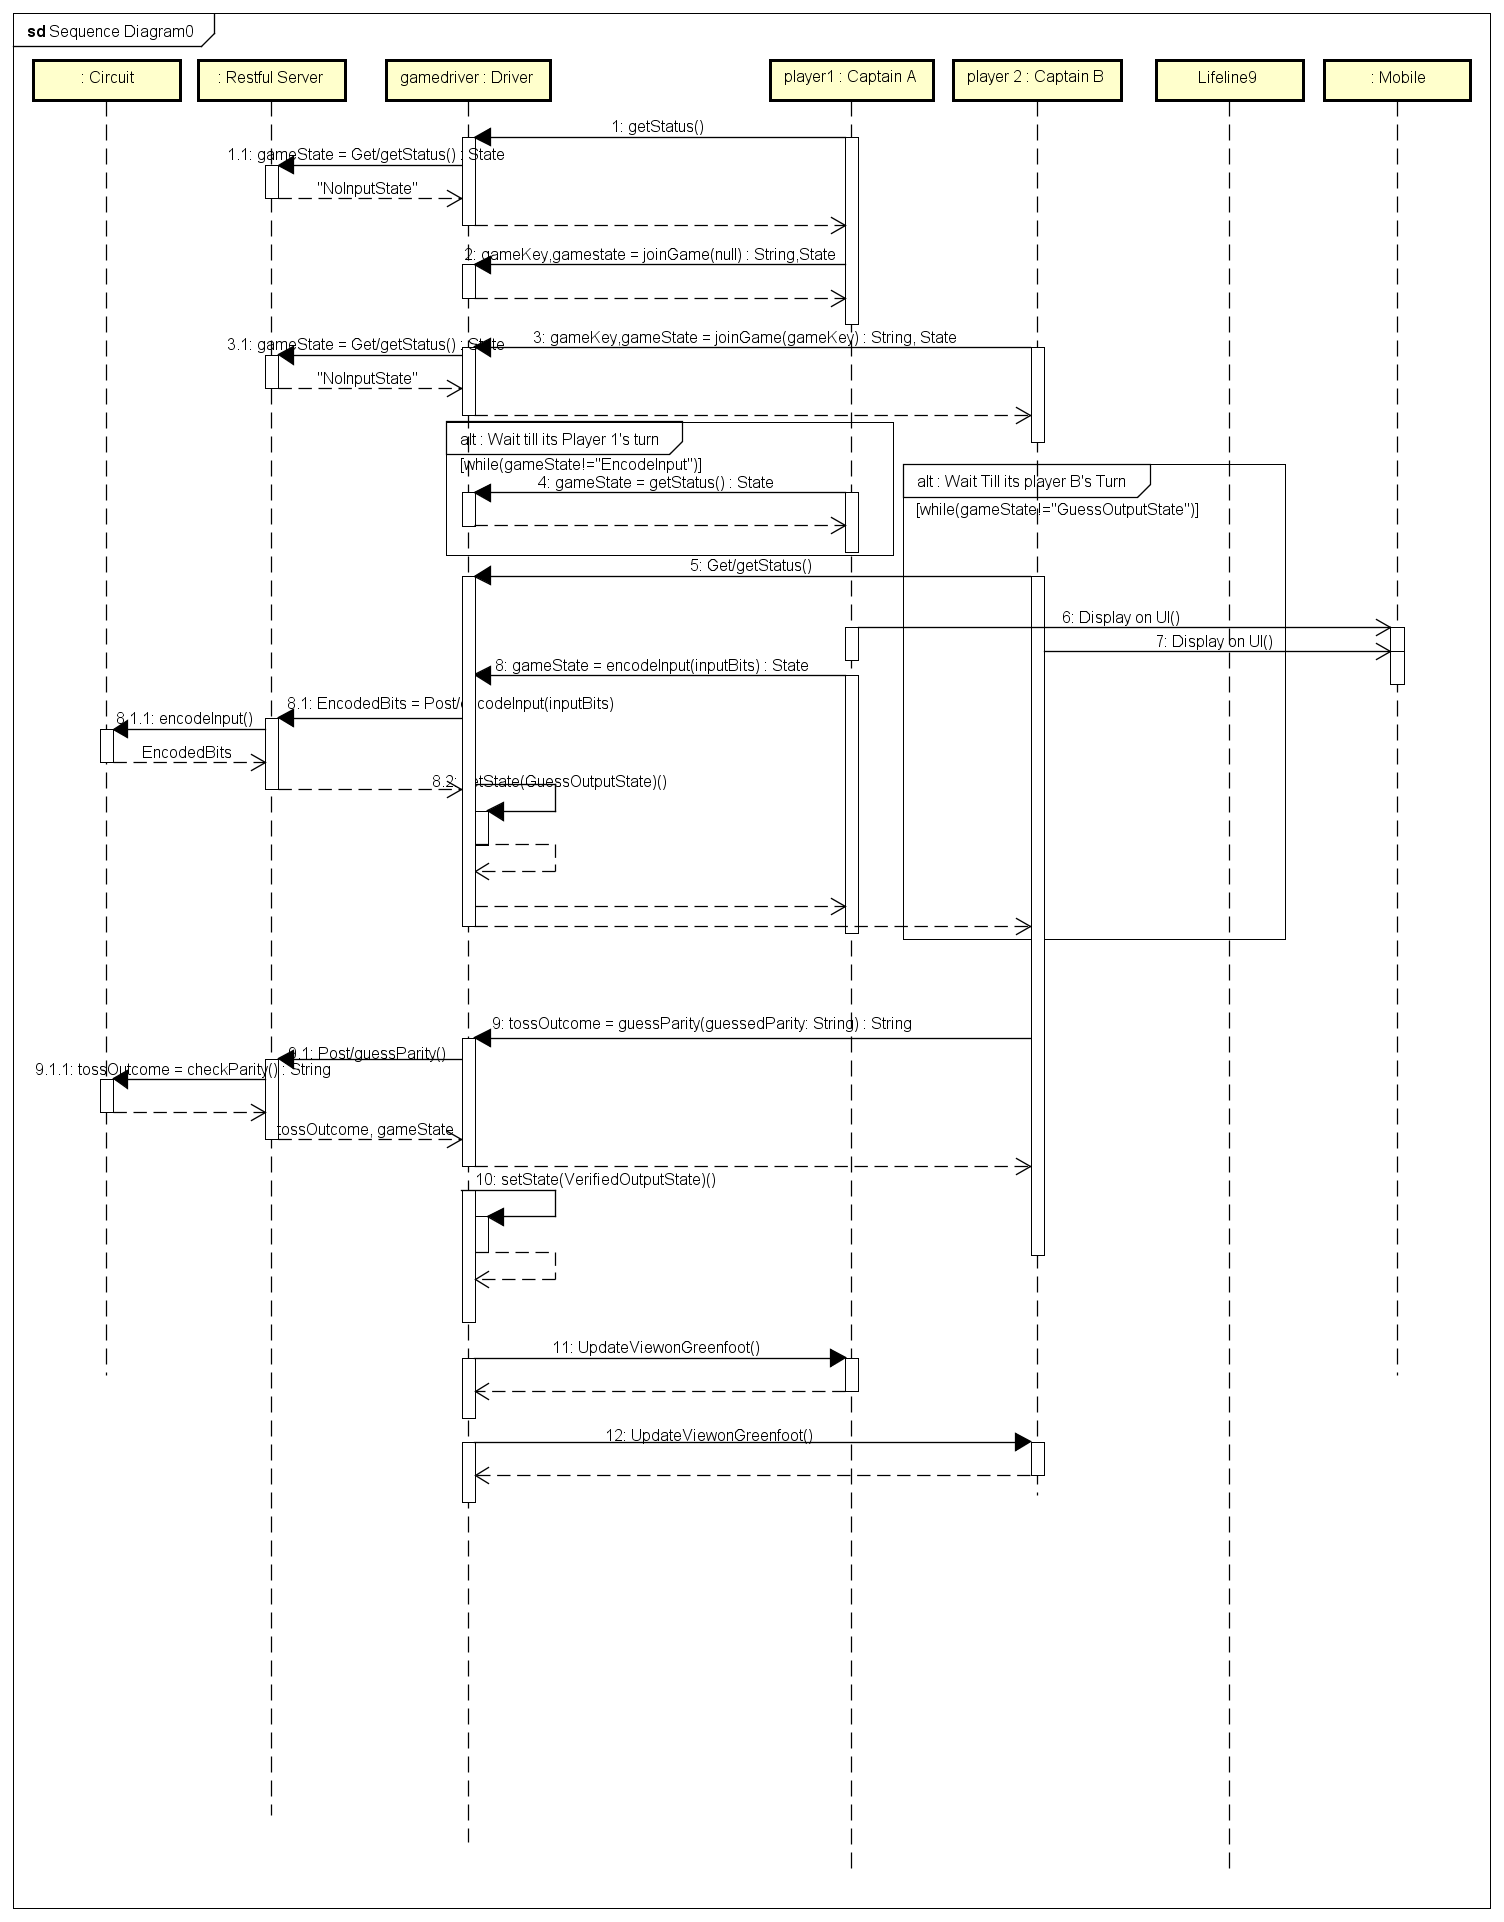 sd Sequence Diagram0
: Circuit
: Restful Server
gamedriver : Driver
player1 : Captain A
player 2 : Captain B
Lifeline9
: Mobile
1: getStatus()
1.1: gameState = Get/getStatus() : State
"NoInputState"
2: gameKey,gamestate = joinGame(null) : String,State
3: gameKey,gameState = joinGame(gameKey) : String, State
3.1: gameState = Get/getStatus() : State
"NoInputState"
alt : Wait till its Player 1's turn
[while(gameState!="EncodeInput")]
4: gameState = getStatus() : State
alt : Wait Till its player B's Turn
[while(gameState!="GuessOutputState")]
5: Get/getStatus()
6: Display on UI()
7: Display on UI()
8: gameState = encodeInput(inputBits) : State
8.1: EncodedBits = Post/encodeInput(inputBits)
8.1.1: encodeInput()
EncodedBits
8.2: setState(GuessOutputState)()
9: tossOutcome = guessParity(guessedParity: String) : String
9.1: Post/guessParity()
9.1.1: tossOutcome = checkParity() : String
tossOutcome, gameState
10: setState(VerifiedOutputState)()
11: UpdateViewonGreenfoot()
12: UpdateViewonGreenfoot()